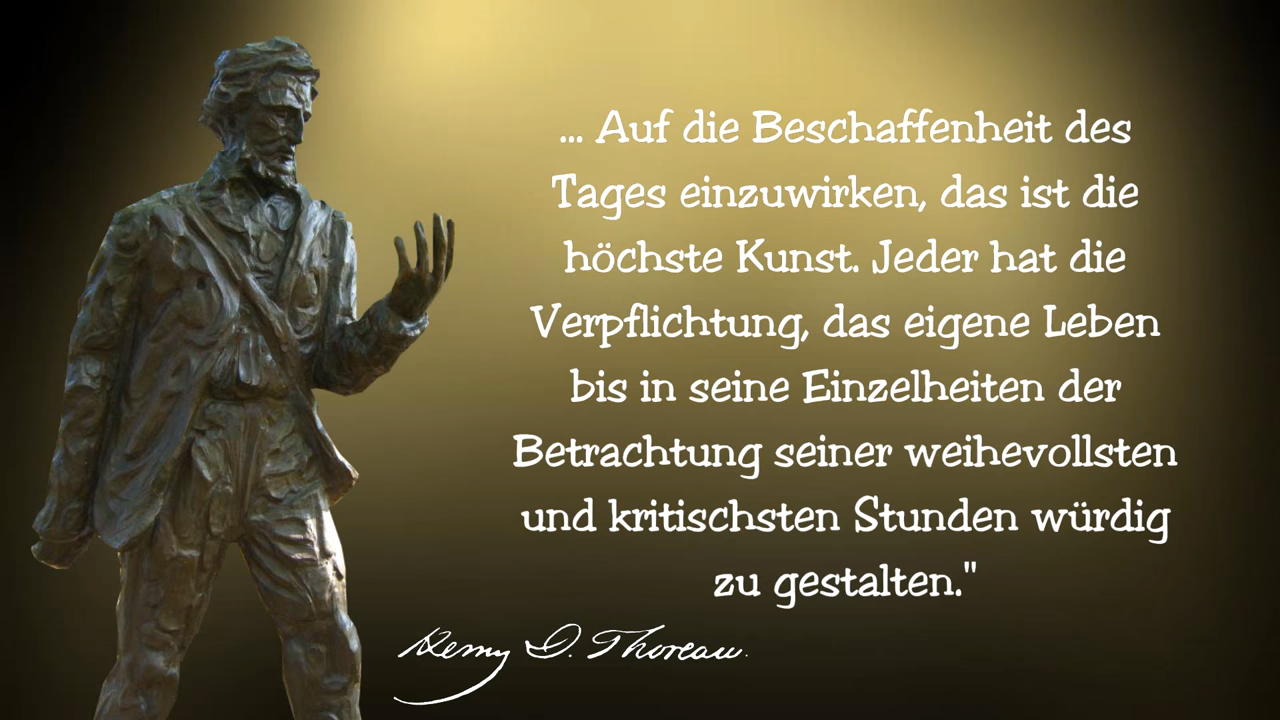 ... Auf die Beschaffenheit des
Tages einzuwirken, das ist die
höchste Kunst. Jeder hat die
Verpflichtung, das eigene Leben
bis in seine Einzelheiten der
Betrachtung seiner weihevollsten
und kritischsten Stunden würdig
zu gestalten."
Henry D. Thoreau.